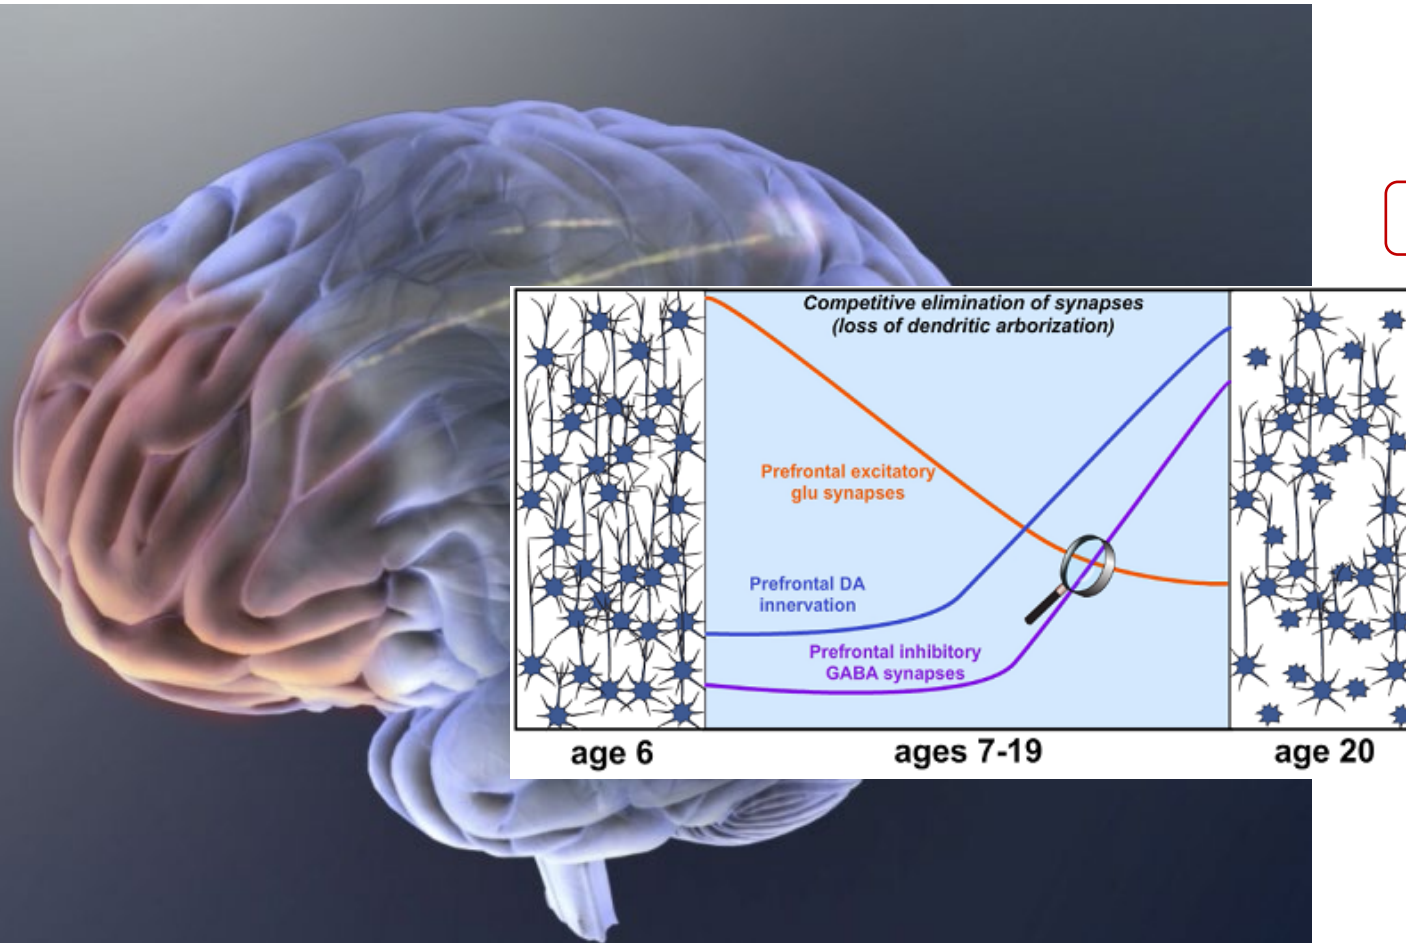 Competitive elimination of synapses
(loss of dendritic arborization)
Prefrontal excitatory
glu synapses
Prefrontal DA
innervation
Prefrontal inhibitory
GABA synapses
age 6
ages 7-19
age 20